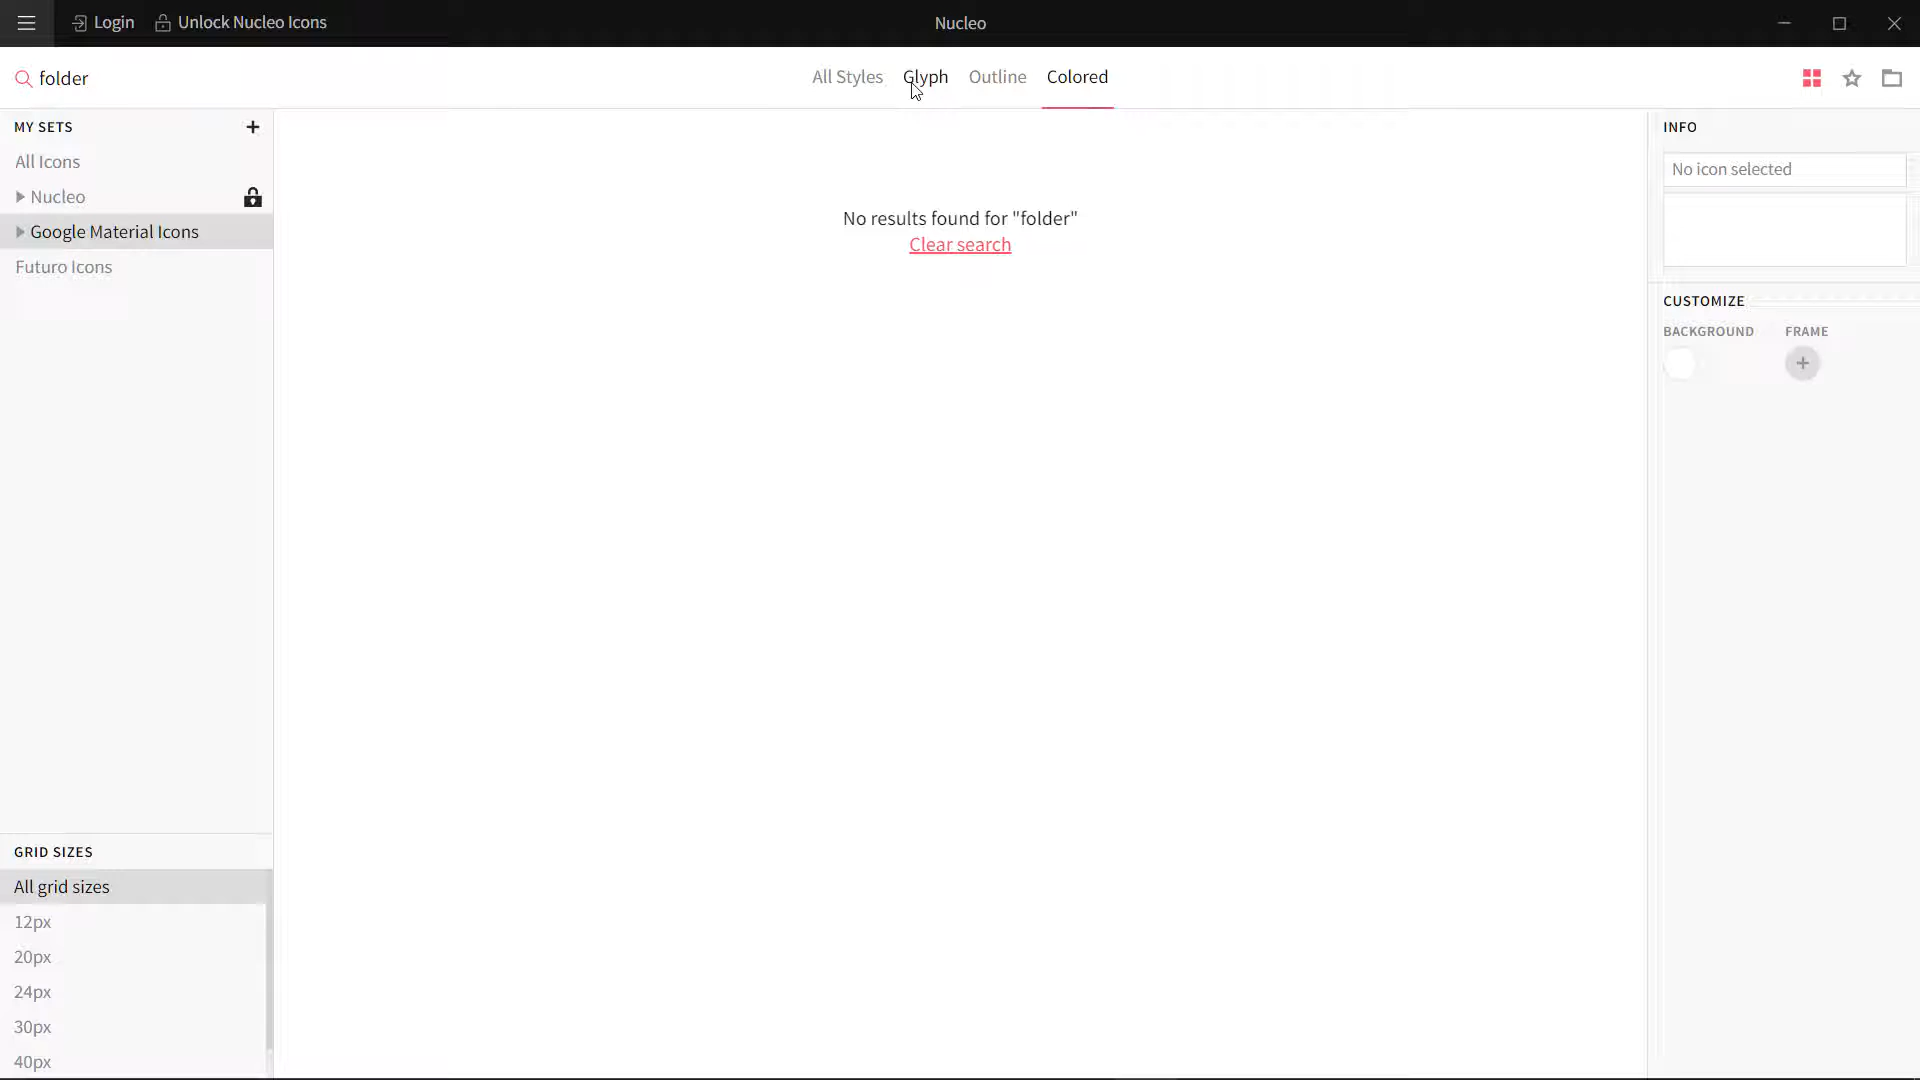 Login
Unlock Nucleo Icons
Nucleo
folder
All Styles
Glyph
Outline
Colored
MY SETS
+
All Icons
Nucleo
Google Material Icons
Futuro Icons
No results found for "folder"
Clear search
INFO
No icon selected
CUSTOMIZE
BACKGROUND
FRAME
+
GRID SIZES
All grid sizes
12px
20px
24px
30px
40px